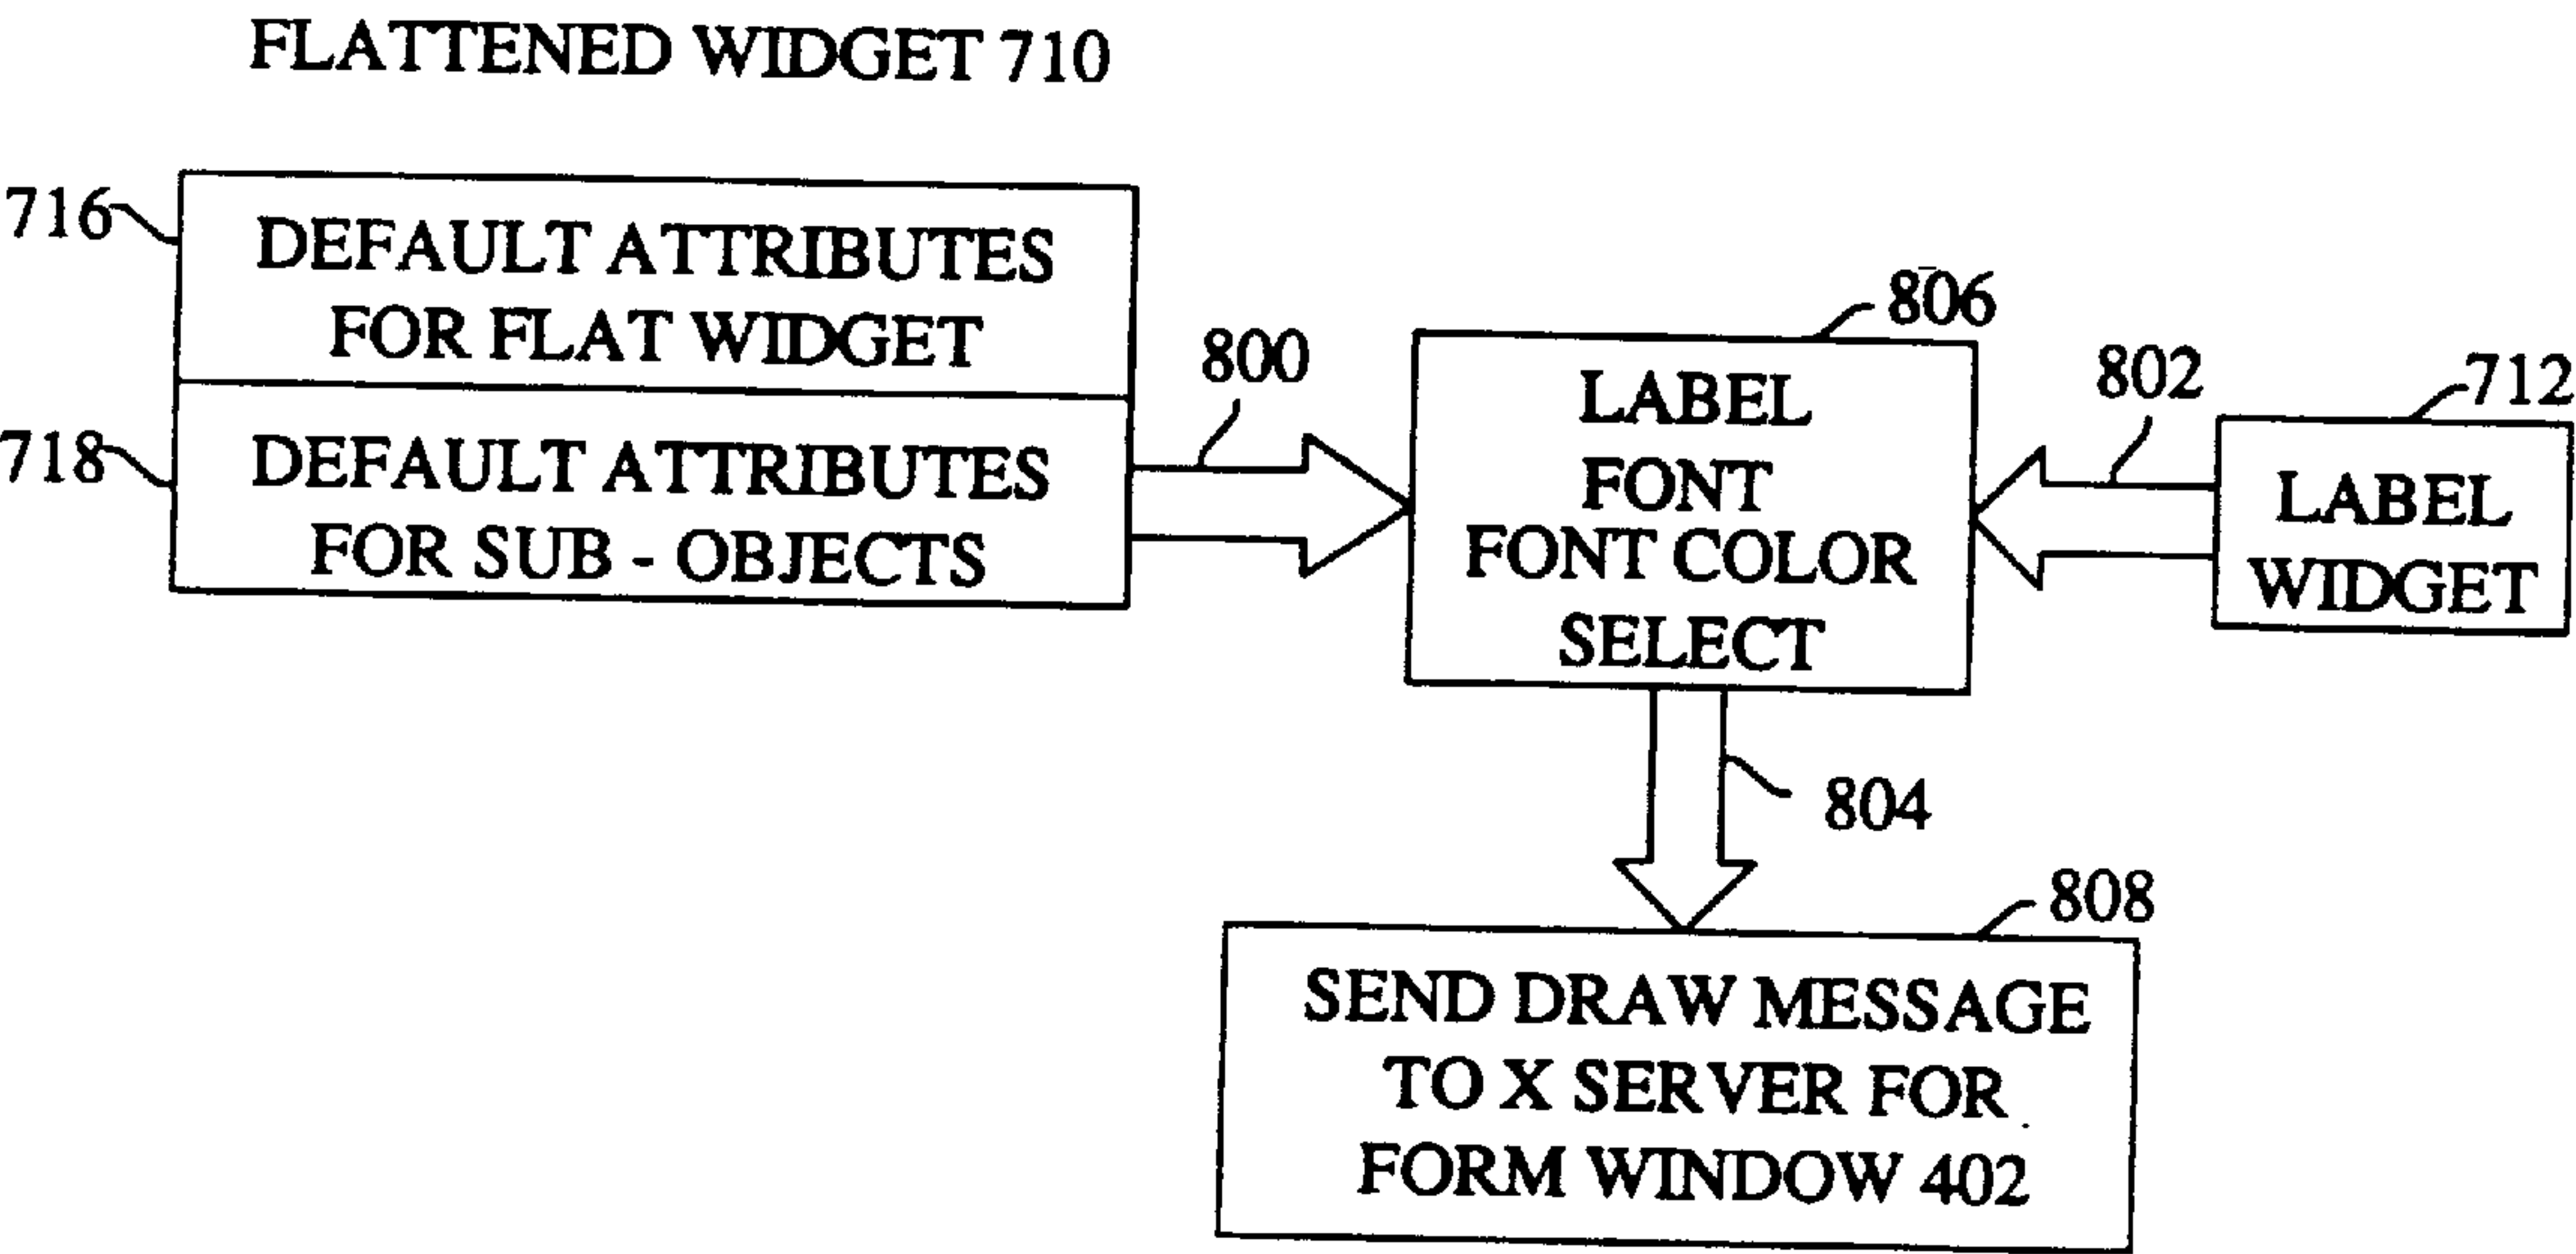 FLATTENED WIDGET 710
716
DEFAULT ATTRIBUTES
FOR FLAT WIDGET
718
DEFAULT ATTRIBUTES
FOR SUB - OBJECTS
800
806
LABEL
FONT
FONT COLOR
SELECT
802
712
LABEL
WIDGET
804
808
SEND DRAW MESSAGE
TO X SERVER FOR
FORM WINDOW 402